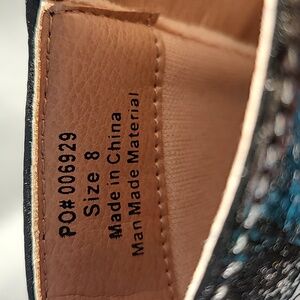 PO# 006929
Size 8
Made in China
Man Made Material